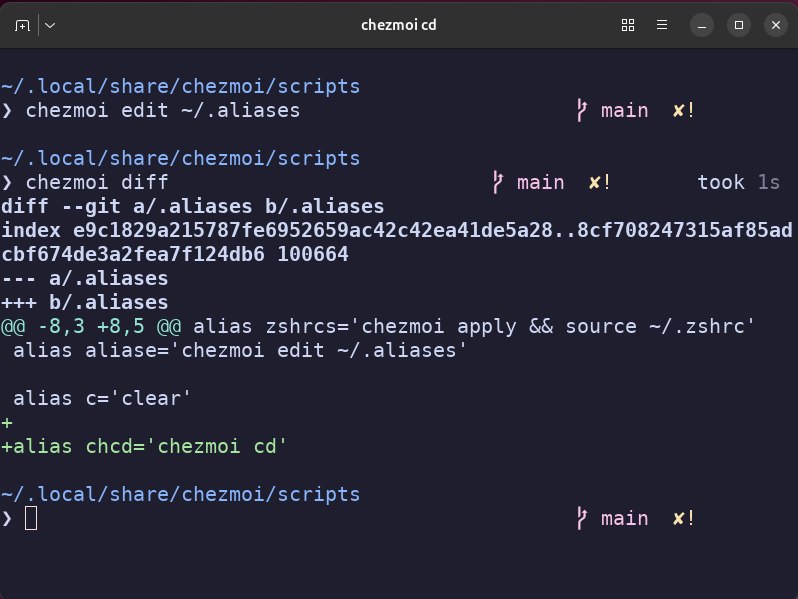 chezmoi cd
~/.local/share/chezmoi/scripts
❯ chezmoi edit ~/.aliases main ✘!
~/.local/share/chezmoi/scripts
❯ chezmoi diff main ✘! took 1s
diff --git a/.aliases b/.aliases
index e9c1829a215787fe6952659ac42c42ea41de5a28..8cf708247315af85ad
cbf674de3a2fea7f124db6 100664
--- a/.aliases
+++ b/.aliases
@@ -8,3 +8,5 @@ alias zshrcs='chezmoi apply && source ~/.zshrc'
 alias aliase='chezmoi edit ~/.aliases'
 alias c='clear'
+
+alias chcd='chezmoi cd'
~/.local/share/chezmoi/scripts
❯ main ✘!